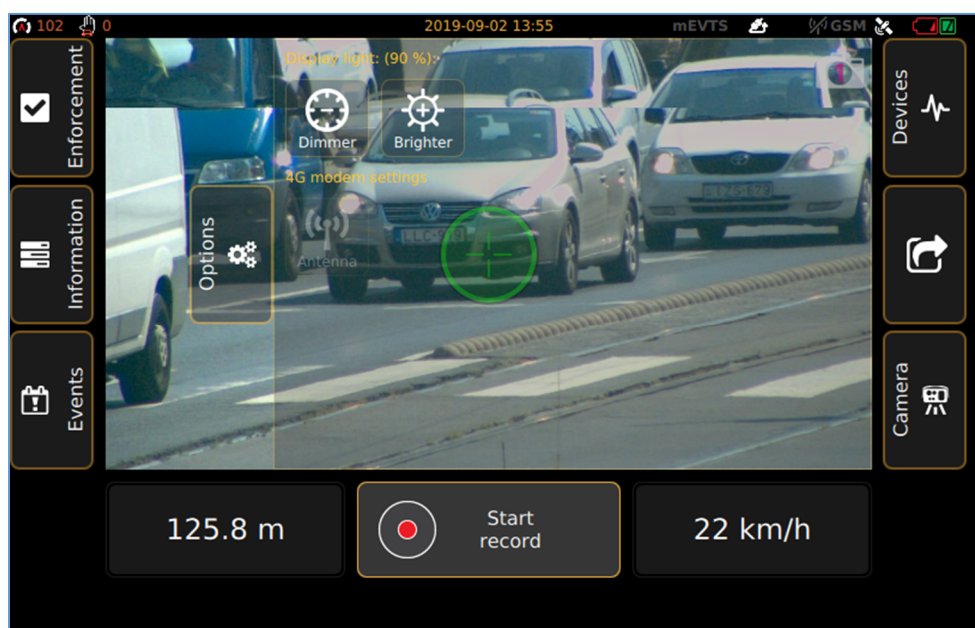 102 0 2019-09-02 13:55 mEVTS GSM
Enforcement
Information
Events
Display light: (90 %):
Dimmer Brighter
4G modem settings
Antenna
Options
Devices
Camera
125.8 m
Start
record
22 km/h